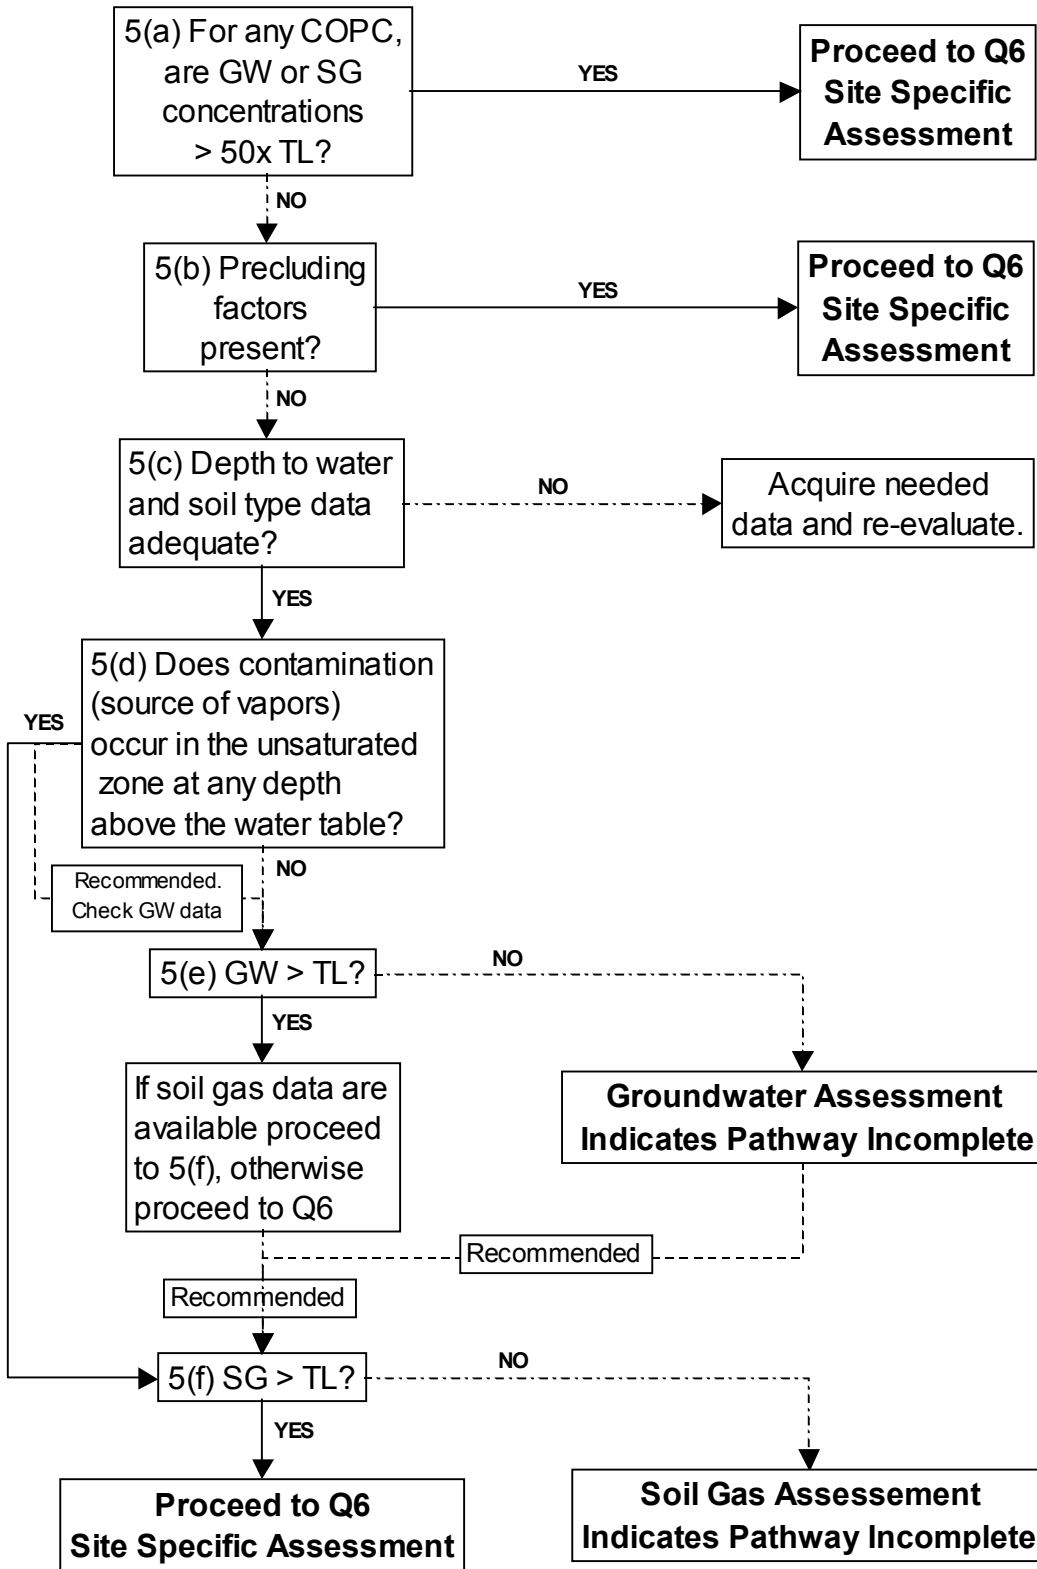 5(a) For any COPC,
are GW or SG
concentrations
> 50x TL?
YES
Proceed to Q6
Site Specific
Assessment
NO
5(b) Precluding
factors
present?
YES
Proceed to Q6
Site Specific
Assessment
NO
5(c) Depth to water
and soil type data
adequate?
NO
Acquire needed
data and re-evaluate.
YES
5(d) Does contamination
(source of vapors)
occur in the unsaturated
zone at any depth
above the water table?
YES
NO
Recommended.
Check GW data
5(e) GW > TL?
NO
YES
If soil gas data are
available proceed
to 5(f), otherwise
proceed to Q6
Groundwater Assessment
Indicates Pathway Incomplete
Recommended
Recommended
5(f) SG > TL?
NO
YES
Proceed to Q6
Site Specific Assessment
Soil Gas Assessement
Indicates Pathway Incomplete